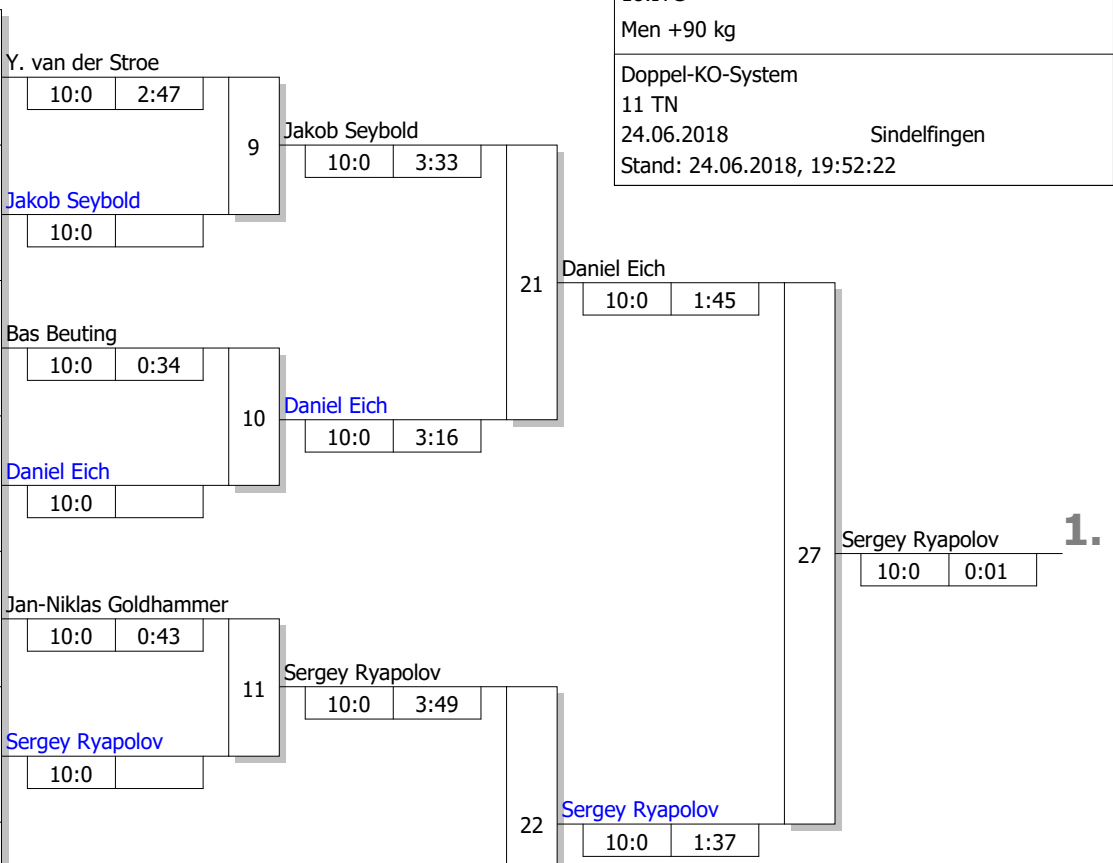 Men +90 kg
Doppel-KO-System
11 TN
24.06.2018 Sindelfingen
Stand: 24.06.2018, 19:52:22
Y. van der Stroe
10:0 2:47
9
Jakob Seybold
10:0 3:33
Jakob Seybold
10:0
21
Daniel Eich
10:0 1:45
Bas Beuting
10:0 0:34
10
Daniel Eich
10:0 3:16
Daniel Eich
10:0
27
Sergey Ryapolov 1.
10:0 0:01
Jan-Niklas Goldhammer
10:0 0:43
11
Sergey Ryapolov
10:0 3:49
Sergey Ryapolov
10:0
22
Sergey Ryapolov
10:0 1:37